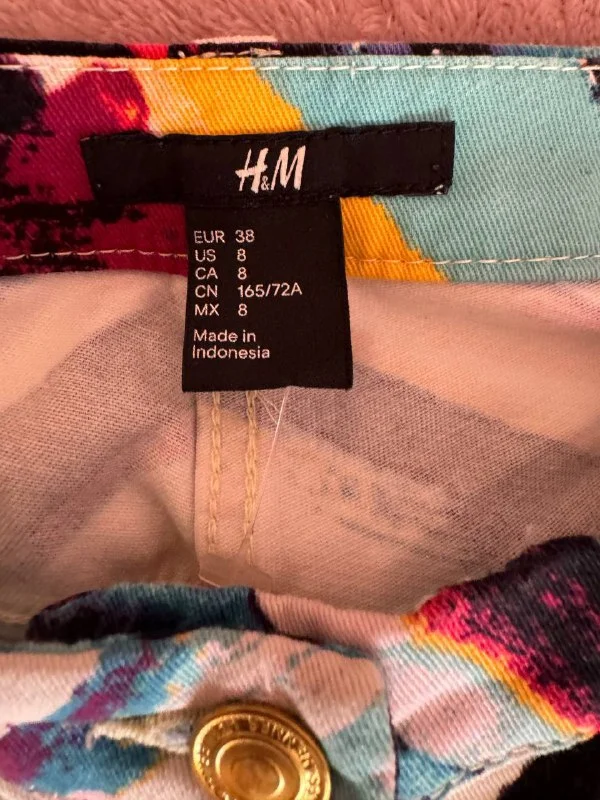 H&M
EUR 38
US 8
CA 8
CN 165/72A
MX 8
Made in
Indonesia